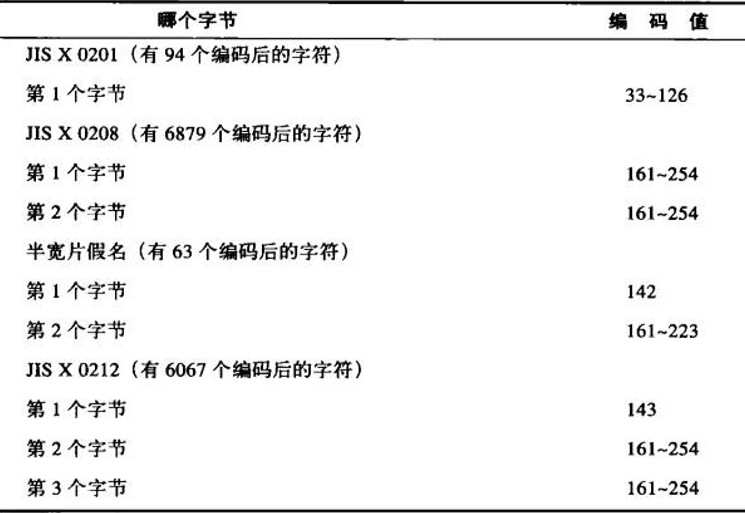 哪个字节 编码值
JIS X 0201（有 94 个编码后的字符）
第 1 个字节 33~126
JIS X 0208（有 6879 个编码后的字符）
第 1 个字节 161~254
第 2 个字节 161~254
半宽片假名（有 63 个编码后的字符）
第 1 个字节 142
第 2 个字节 161~223
JIS X 0212（有 6067 个编码后的字符）
第 1 个字节 143
第 2 个字节 161~254
第 3 个字节 161~254